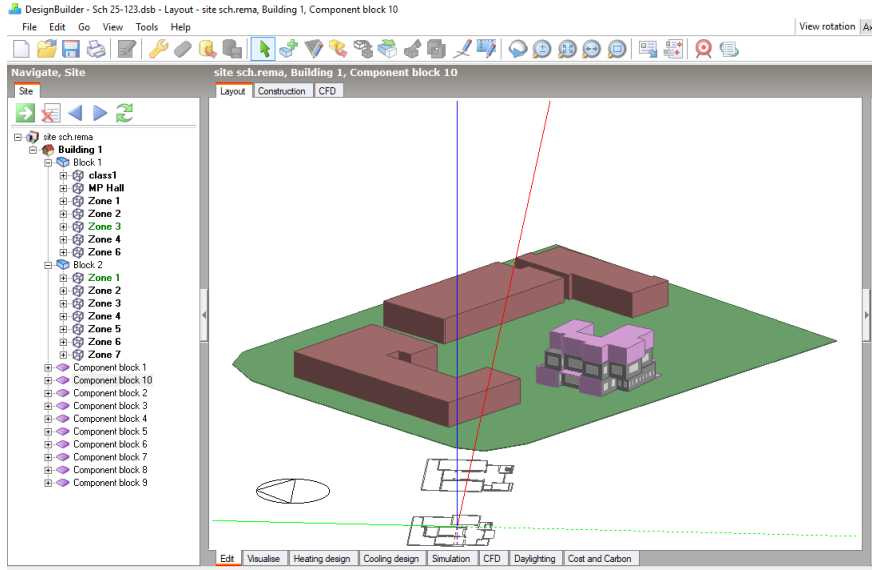 DesignBuilder - Sch 25-123.dsb - Layout - site sch.rema, Building 1, Component block 10
File Edit Go View Tools Help
View rotation Ax
Navigate, Site
site sch.rema, Building 1, Component block 10
Site
Layout Construction CFD
site sch.rema
Building 1
Block 1
class1
MP Hall
Zone 1
Zone 2
Zone 3
Zone 4
Zone 6
Block 2
Zone 1
Zone 2
Zone 3
Zone 4
Zone 5
Zone 6
Zone 7
Component block 1
Component block 10
Component block 2
Component block 3
Component block 4
Component block 5
Component block 6
Component block 7
Component block 8
Component block 9
Edit Visualise Heating design Cooling design Simulation CFD Daylighting Cost and Carbon